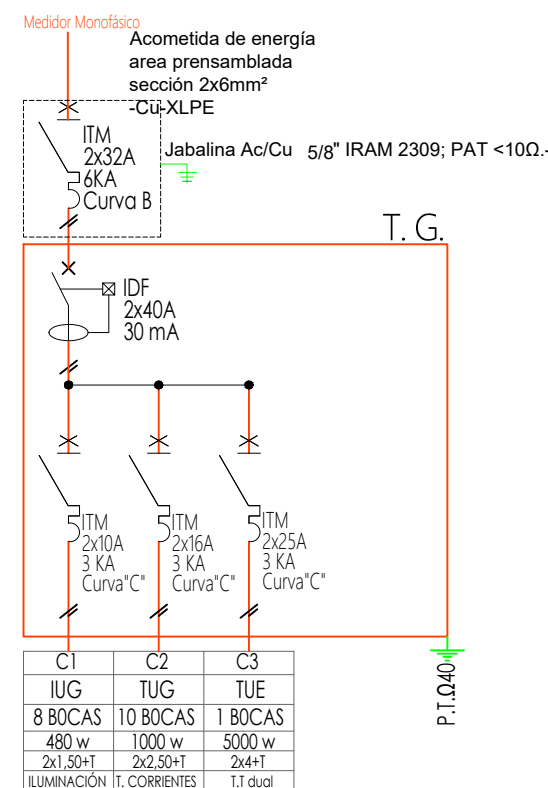 Medidor Monofásico
Acometida de energía
area prensamblada
sección 2x6mm²
-Cu-XLPE
ITM
2x32A
6KA
Curva B
Jabalina Ac/Cu 5/8" IRAM 2309; PAT <10Ω.-
T. G.
IDF
2x40A
30 mA
ITM
2x10A
3 KA
Curva"C"
ITM
2x16A
3 KA
Curva"C"
ITM
2x25A
3 KA
Curva"C"
P.T.Ω40
C1 C2 C3
IUG TUG TUE
8 B0CAS 10 B0CAS 1 B0CAS
480 w 1000 w 5000 w
2x1,50+T 2x2,50+T 2x4+T
ILUMINACIÓN T. CORRIENTES T.T dual